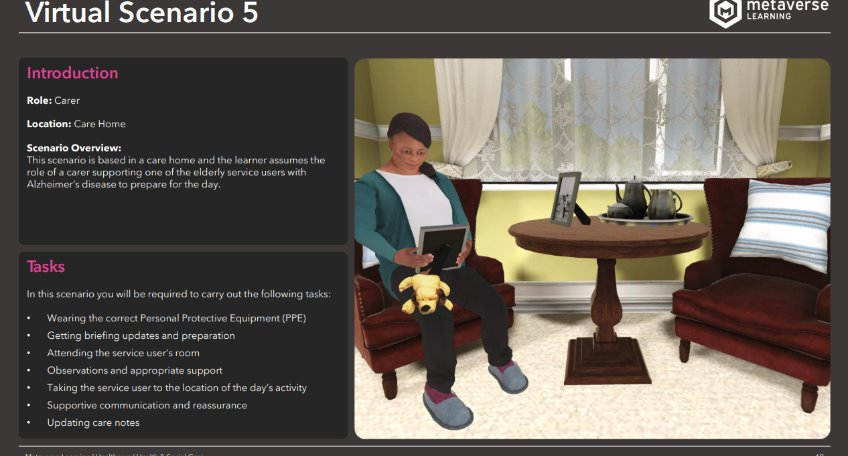 Virtual Scenario 5
metaverse
LEARNING
Introduction
Role: Carer
Location: Care Home
Scenario Overview:
This scenario is based in a care home and the learner assumes the
role of a carer supporting one of the elderly service users with
Alzheimer's disease to prepare for the day.
Tasks
In this scenario you will be required to carry out the following tasks:
• Wearing the correct Personal Protective Equipment (PPE)
• Getting briefing updates and preparation
• Attending the service user's room
• Observations and appropriate support
• Taking the service user to the location of the day's activity
• Supportive communication and reassurance
• Updating care notes